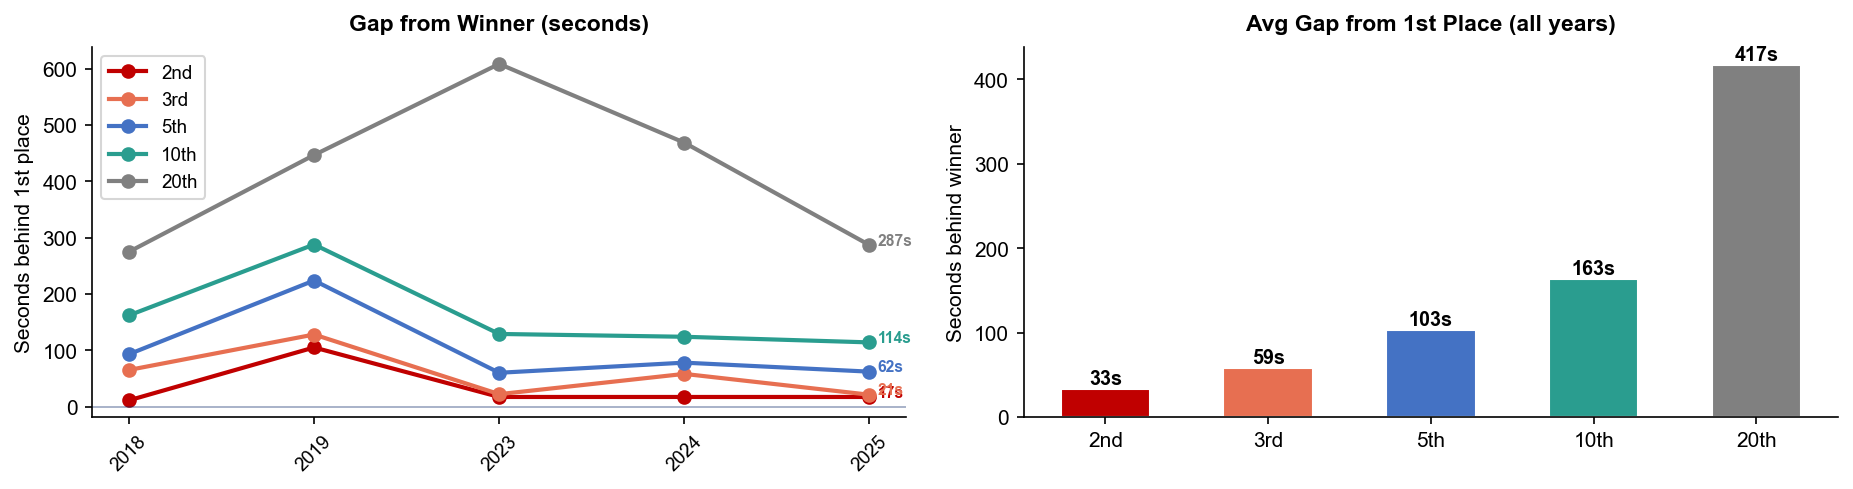 Gap from Winner (seconds)
Seconds behind 1st place
600
500
400
300
200
100
0
2nd
3rd
5th
10th
20th
287s
114s
62s
21s
17s
2018
2019
2023
2024
2025
Avg Gap from 1st Place (all years)
Seconds behind winner
400
300
200
100
0
33s
59s
103s
163s
417s
2nd
3rd
5th
10th
20th